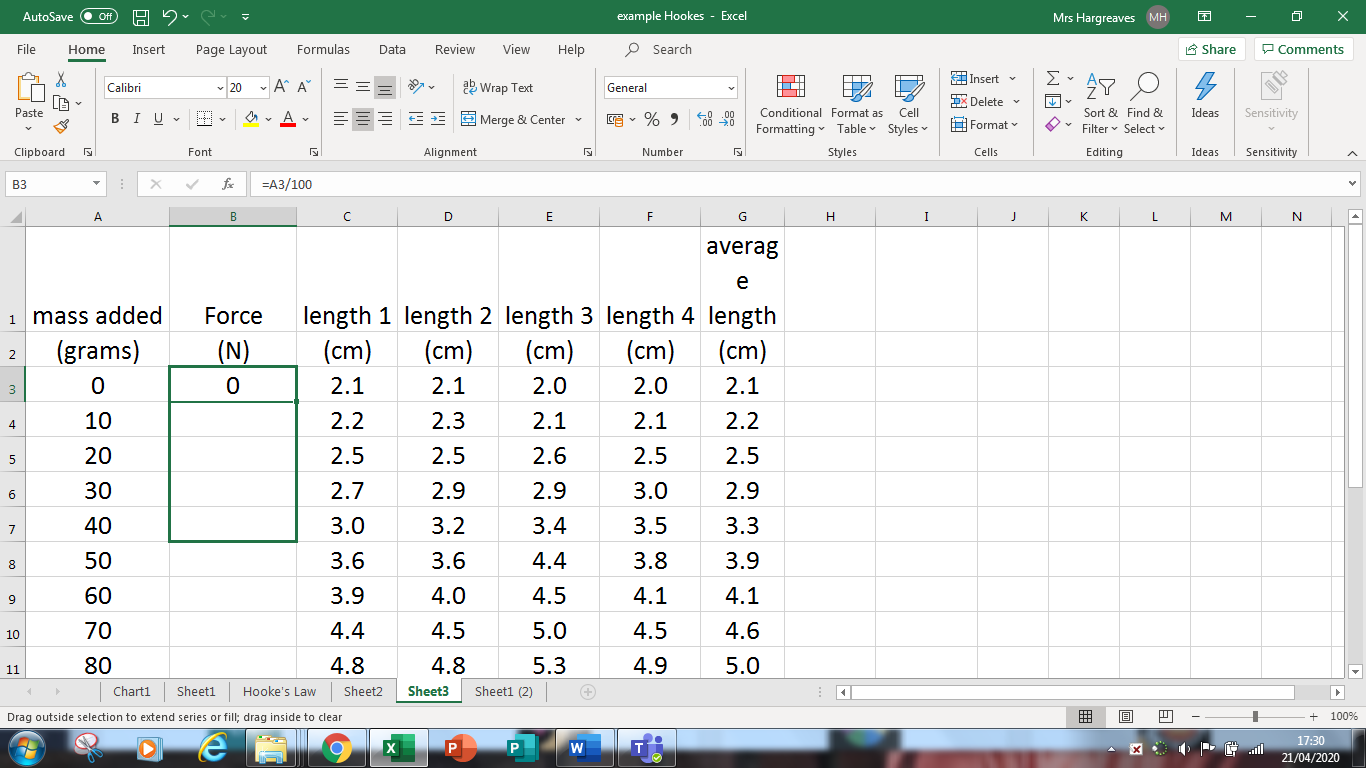 AutoSave Off
example Hookes - Excel
Mrs Hargreaves MH
File Home Insert Page Layout Formulas Data Review View Help Search
Share Comments
Paste
Clipboard
Calibri 20
B I U
Font
Wrap Text
Merge & Center
Alignment
General
Number
Conditional Formatting
Format as Table
Cell Styles
Styles
Insert
Delete
Format
Cells
Sort & Filter
Find & Select
Editing
Ideas
Ideas
Sensitivity
Sensitivity
B3 fx =A3/100
A B C D E F G H I J K L M N
1 mass added Force length 1 length 2 length 3 length 4 averag
e
length
2 (grams) (N) (cm) (cm) (cm) (cm) (cm)
3 0 0 2.1 2.1 2.0 2.0 2.1
4 10 2.2 2.3 2.1 2.1 2.2
5 20 2.5 2.5 2.6 2.5 2.5
6 30 2.7 2.9 2.9 3.0 2.9
7 40 3.0 3.2 3.4 3.5 3.3
8 50 3.6 3.6 4.4 3.8 3.9
9 60 3.9 4.0 4.5 4.1 4.1
10 70 4.4 4.5 5.0 4.5 4.6
11 80 4.8 4.8 5.3 4.9 5.0
Chart1 Sheet1 Hooke's Law Sheet2 Sheet3 Sheet1 (2)
Drag outside selection to extend series or fill; drag inside to clear
100%
17:30
21/04/2020